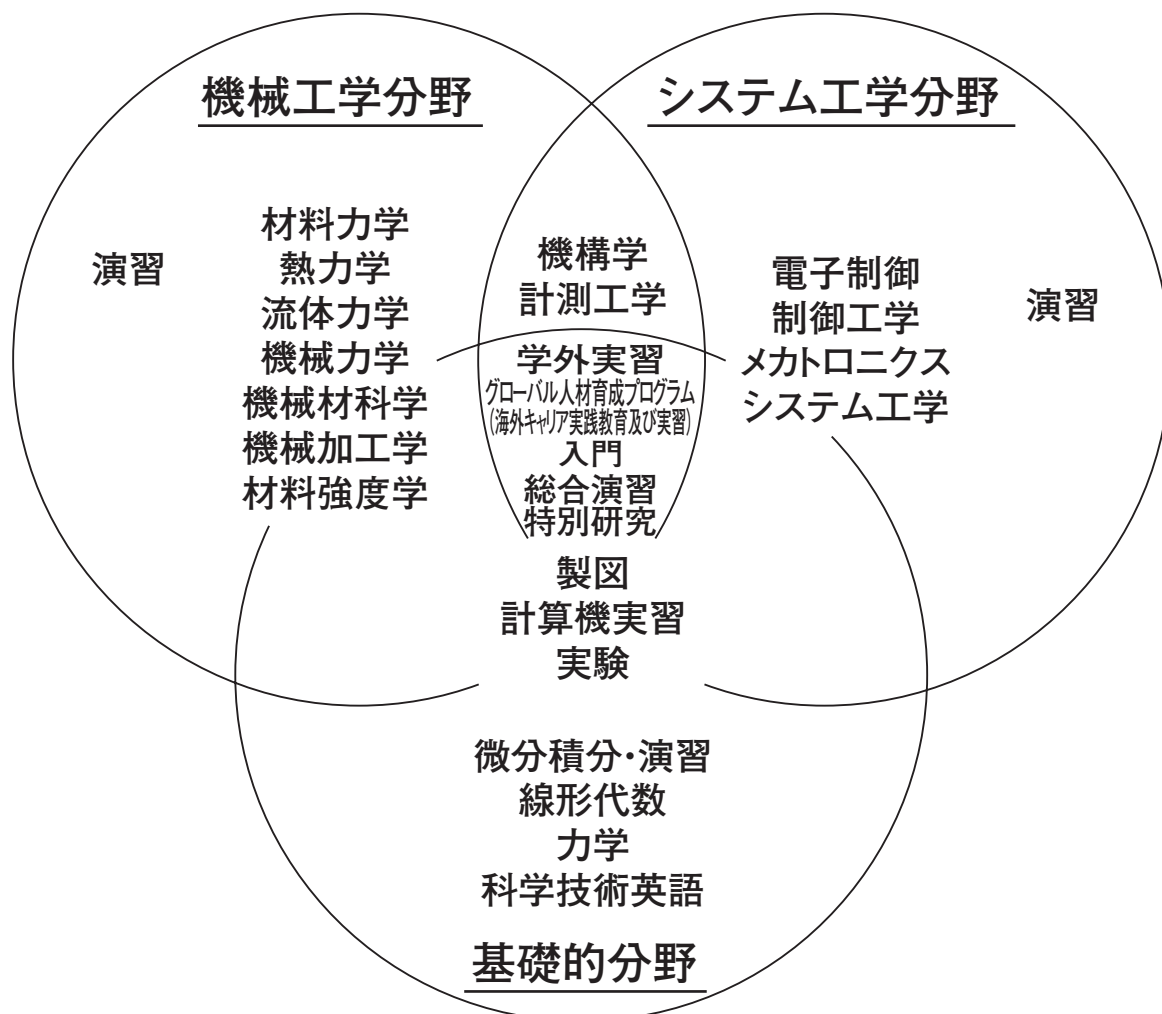 機械工学分野
システム工学分野
演習
材料力学
熱力学
流体力学
機械力学
機械材科学
機械加工学
材料強度学
機構学
計測工学
学外実習
グローバル人材育成プログラム
(海外キャリア実践教育及び実習)
入門
総合演習
特別研究
電子制御
制御工学
メカトロニクス
システム工学
演習
製図
計算機実習
実験
微分積分・演習
線形代数
力学
科学技術英語
基礎的分野